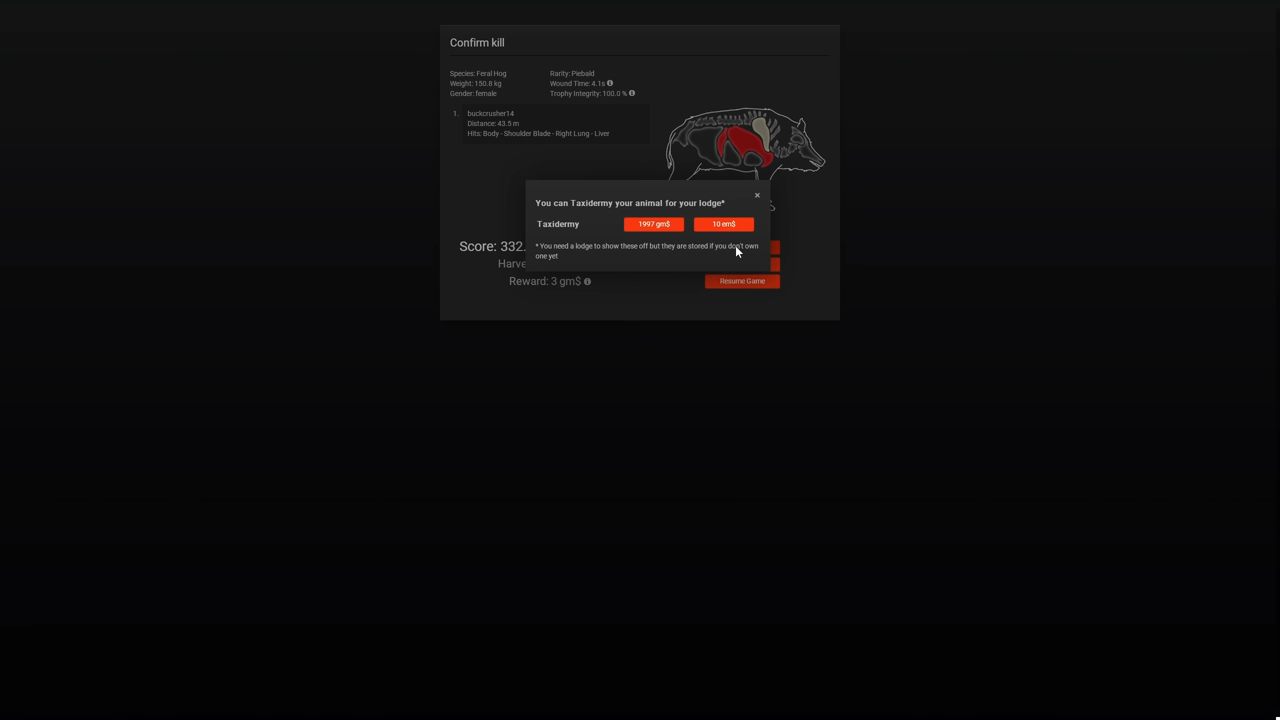 Confirm kill
Species: Feral Hog
Rarity: Piebald
Weight: 150.8 kg
Wound Time: 4.1s
Gender: female
Trophy Integrity: 100.0 %
1. buckcrusher14
Distance: 43.5 m
Hits: Body - Shoulder Blade - Right Lung - Liver
×
You can Taxidermy your animal for your lodge*
Taxidermy
1997 gm$
10 em$
* You need a lodge to show these off but they are stored if you don't own
one yet
Score: 332.
Harve
Reward: 3 gm$
Resume Game